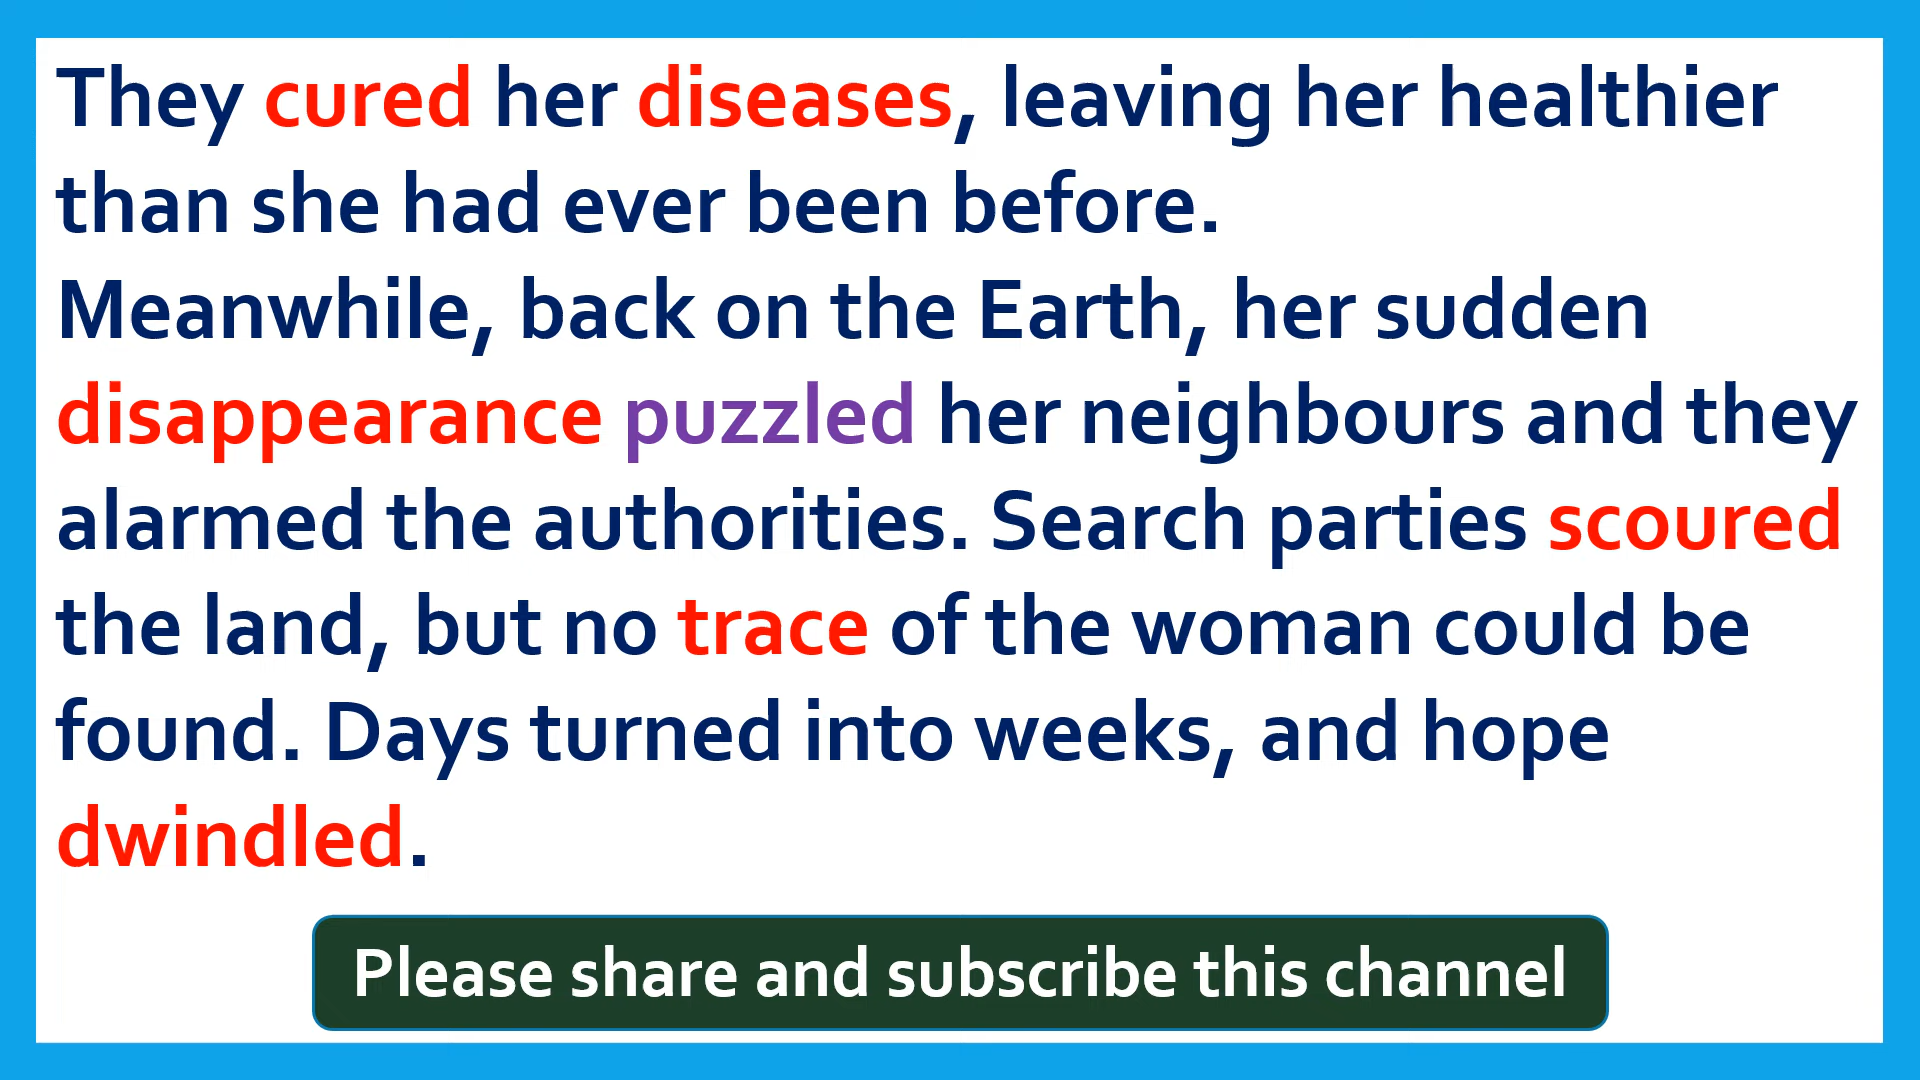 They cured her diseases, leaving her healthier
than she had ever been before.
Meanwhile, back on the Earth, her sudden
disappearance puzzled her neighbours and they
alarmed the authorities. Search parties scoured
the land, but no trace of the woman could be
found. Days turned into weeks, and hope
dwindled.
Please share and subscribe this channel